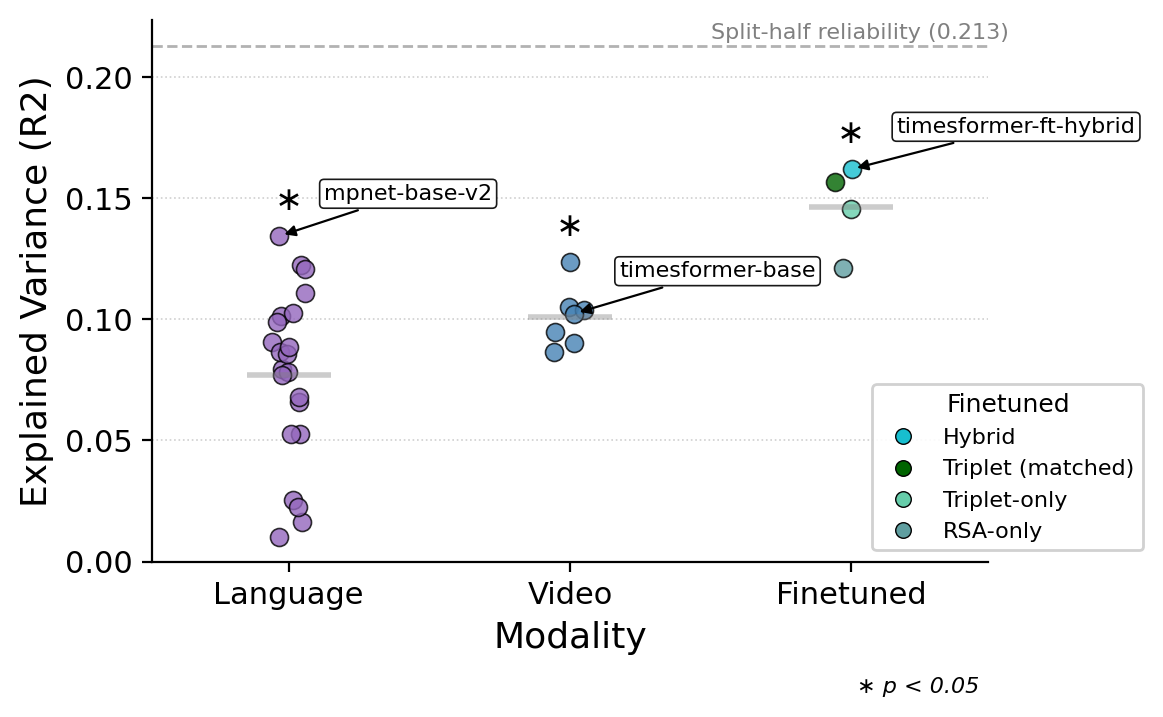 Split-half reliability (0.213)
0.20
timesformer-ft-hybrid
*
mpnet-base-v2
*
0.15
*
timesformer-base
0.10
0.05
0.00
Explained Variance (R2)
Finetuned
Hybrid
Triplet (matched)
Triplet-only
RSA-only
Language
Video
Finetuned
Modality
* p < 0.05